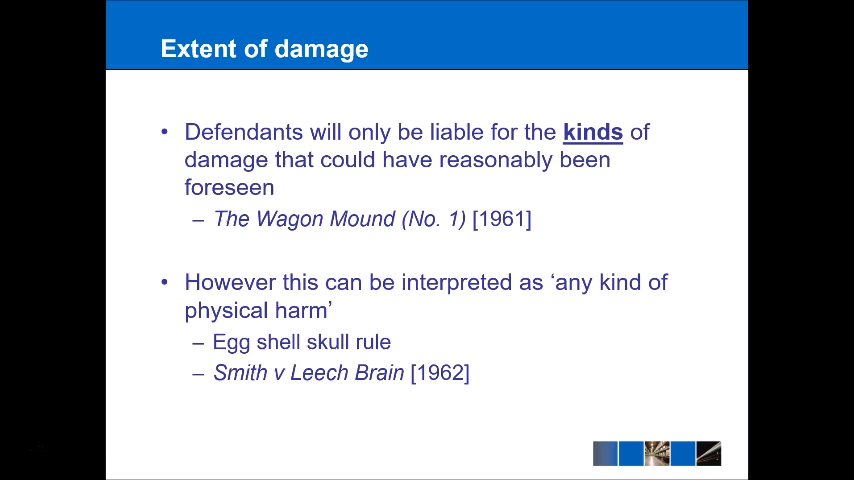 Extent of damage
• Defendants will only be liable for the kinds of
damage that could have reasonably been
foreseen
– The Wagon Mound (No. 1) [1961]
• However this can be interpreted as ‘any kind of
physical harm’
– Egg shell skull rule
– Smith v Leech Brain [1962]